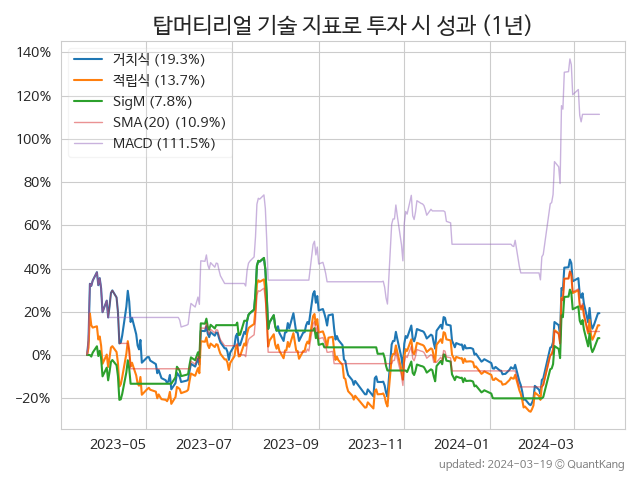 탑머티리얼 기술 지표로 투자 시 성과 (1년)
140%
120%
100%
80%
60%
40%
20%
0%
−20%
거치식 (19.3%)
적립식 (13.7%)
SigM (7.8%)
SMA(20) (10.9%)
MACD (111.5%)
2023-05
2023-07
2023-09
2023-11
2024-01
2024-03
updated: 2024-03-19 © QuantKang